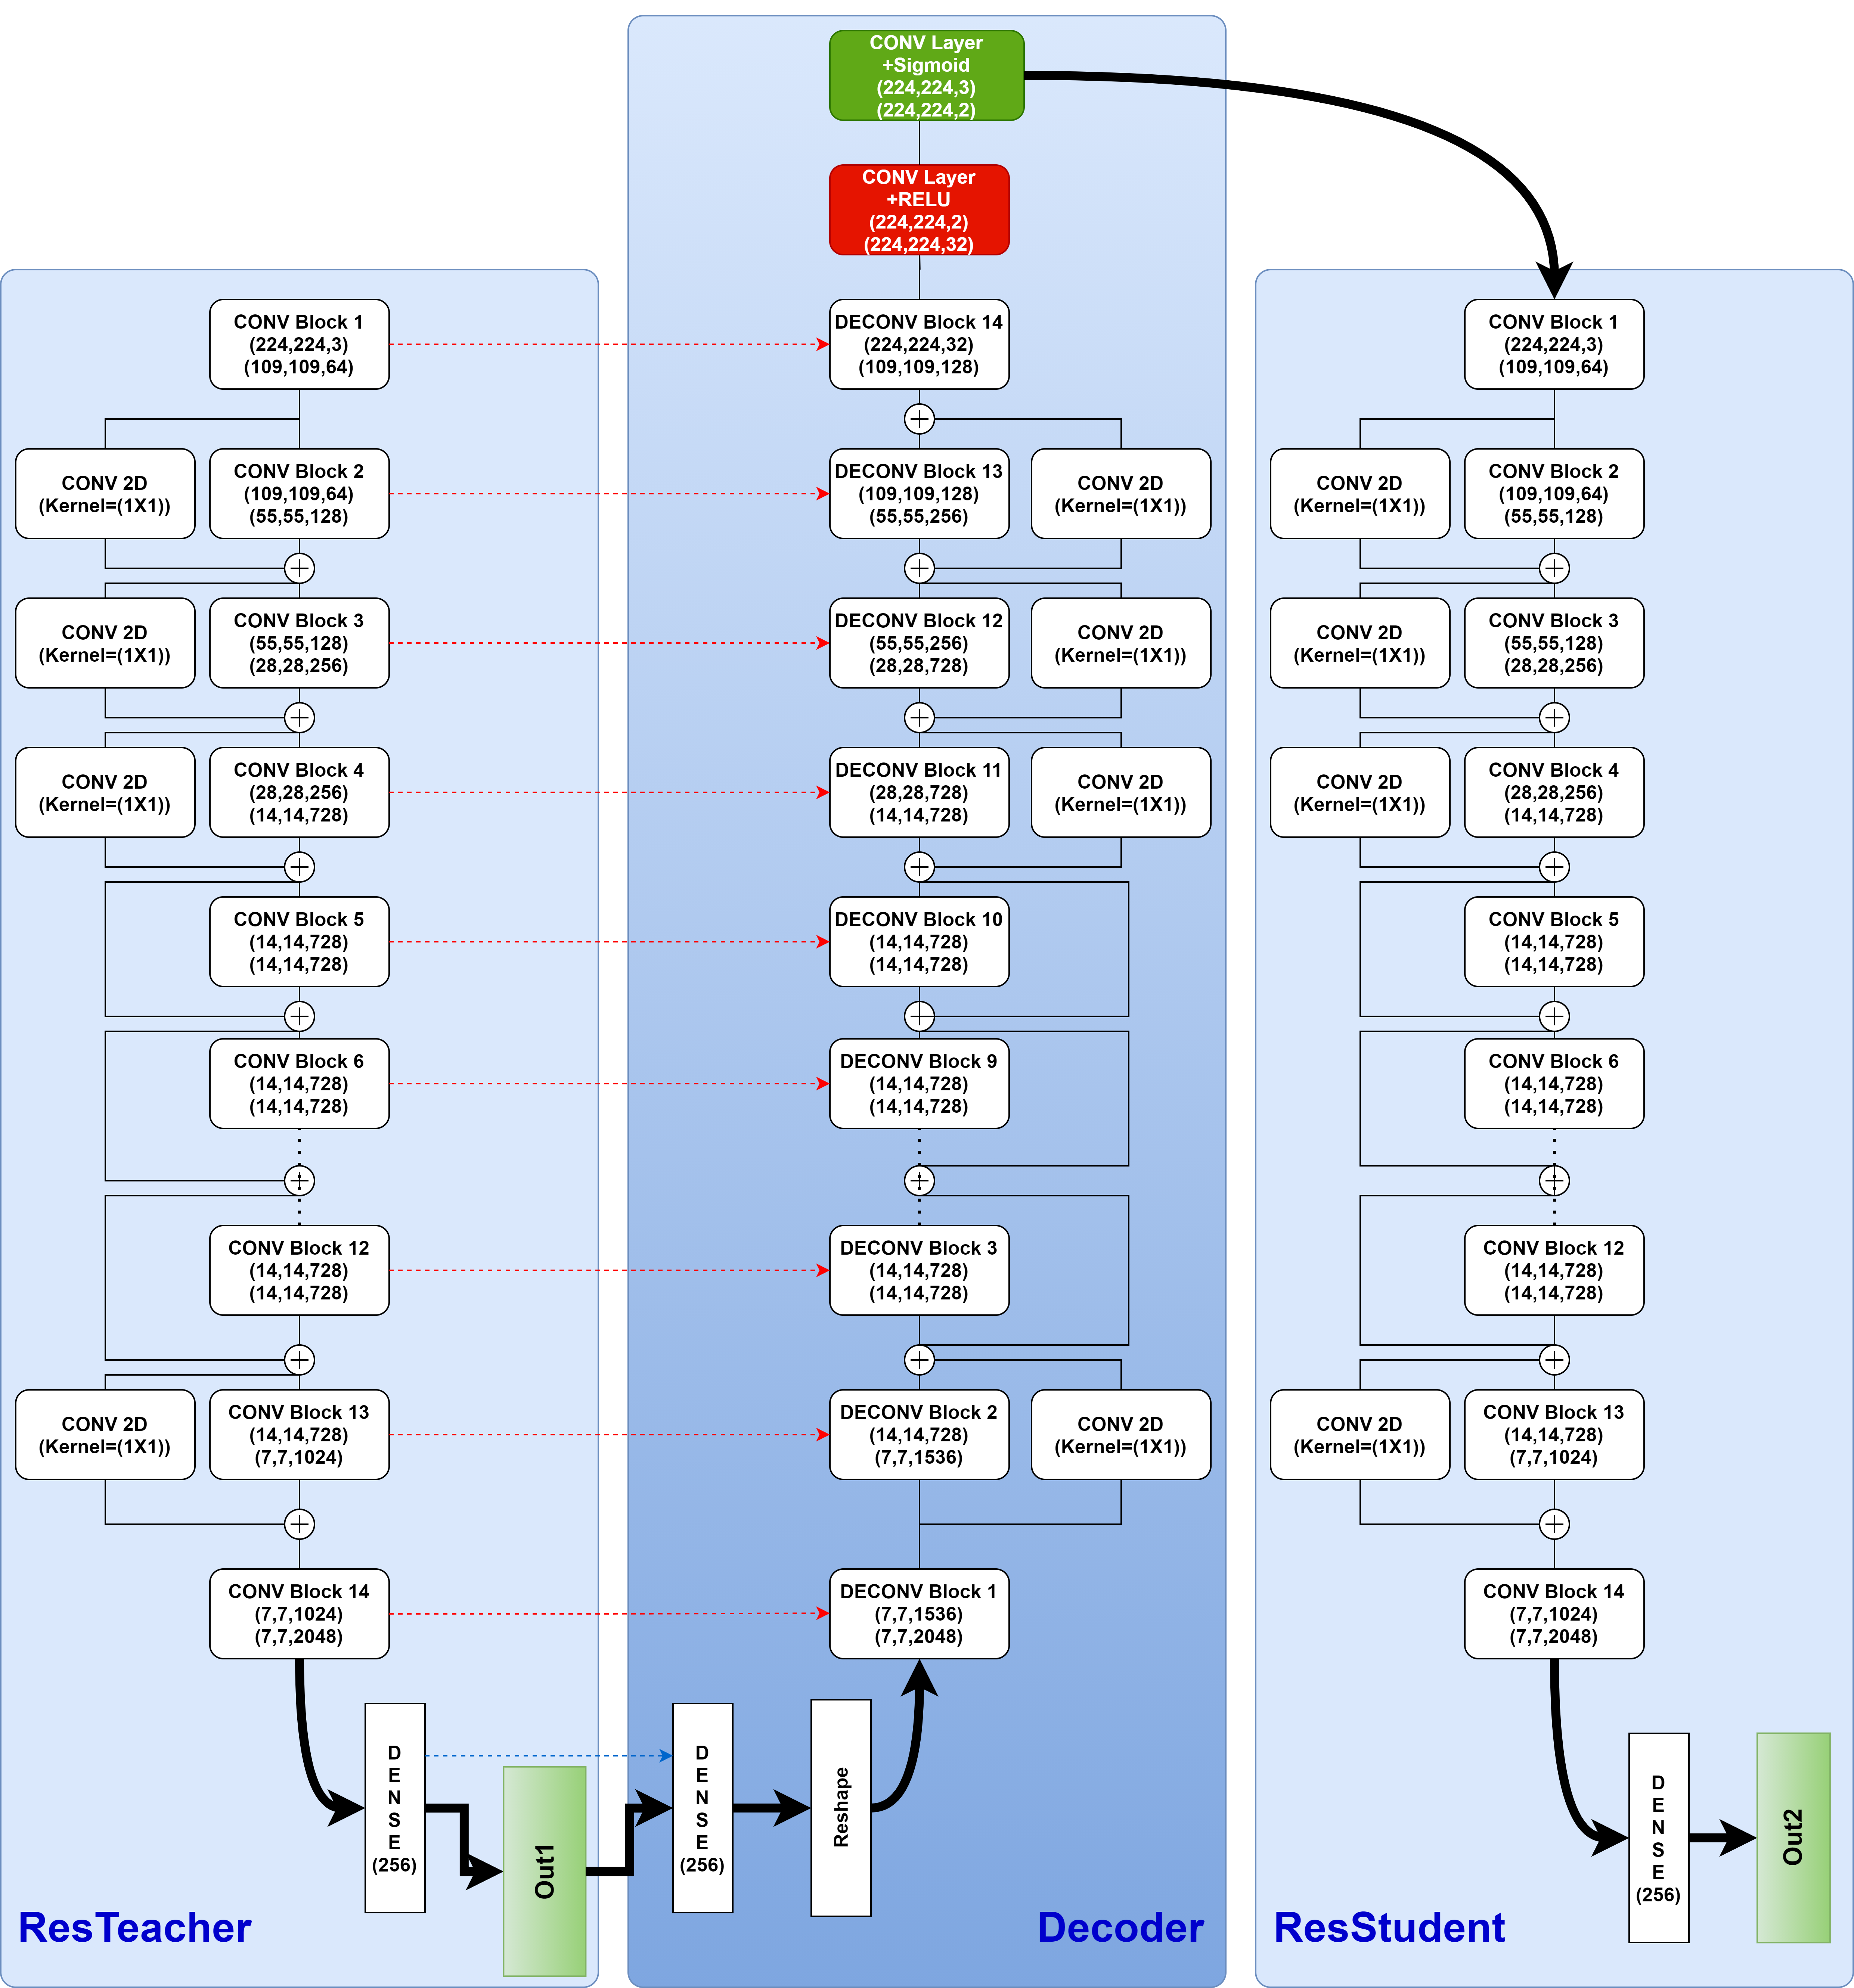 CONV Layer
+Sigmoid
(224,224,3)
(224,224,2)
CONV Layer
+RELU
(224,224,2)
(224,224,32)
CONV Block 1
(224,224,3)
(109,109,64)
CONV 2D
(Kernel=(1X1))
CONV Block 2
(109,109,64)
(55,55,128)
CONV 2D
(Kernel=(1X1))
CONV Block 3
(55,55,128)
(28,28,256)
CONV 2D
(Kernel=(1X1))
CONV Block 4
(28,28,256)
(14,14,728)
CONV Block 5
(14,14,728)
(14,14,728)
CONV Block 6
(14,14,728)
(14,14,728)
CONV Block 12
(14,14,728)
(14,14,728)
CONV 2D
(Kernel=(1X1))
CONV Block 13
(14,14,728)
(7,7,1024)
CONV Block 14
(7,7,1024)
(7,7,2048)
D
E
N
S
E
(256)
Out1
ResTeacher
DECONV Block 14
(224,224,32)
(109,109,128)
DECONV Block 13
(109,109,128)
(55,55,256)
CONV 2D
(Kernel=(1X1))
DECONV Block 12
(55,55,256)
(28,28,728)
CONV 2D
(Kernel=(1X1))
DECONV Block 11
(28,28,728)
(14,14,728)
CONV 2D
(Kernel=(1X1))
DECONV Block 10
(14,14,728)
(14,14,728)
DECONV Block 9
(14,14,728)
(14,14,728)
DECONV Block 3
(14,14,728)
(14,14,728)
DECONV Block 2
(14,14,728)
(7,7,1536)
CONV 2D
(Kernel=(1X1))
DECONV Block 1
(7,7,1536)
(7,7,2048)
D
E
N
S
E
(256)
Reshape
Decoder
CONV Block 1
(224,224,3)
(109,109,64)
CONV 2D
(Kernel=(1X1))
CONV Block 2
(109,109,64)
(55,55,128)
CONV 2D
(Kernel=(1X1))
CONV Block 3
(55,55,128)
(28,28,256)
CONV 2D
(Kernel=(1X1))
CONV Block 4
(28,28,256)
(14,14,728)
CONV Block 5
(14,14,728)
(14,14,728)
CONV Block 6
(14,14,728)
(14,14,728)
CONV Block 12
(14,14,728)
(14,14,728)
CONV 2D
(Kernel=(1X1))
CONV Block 13
(14,14,728)
(7,7,1024)
CONV Block 14
(7,7,1024)
(7,7,2048)
D
E
N
S
E
(256)
Out2
ResStudent